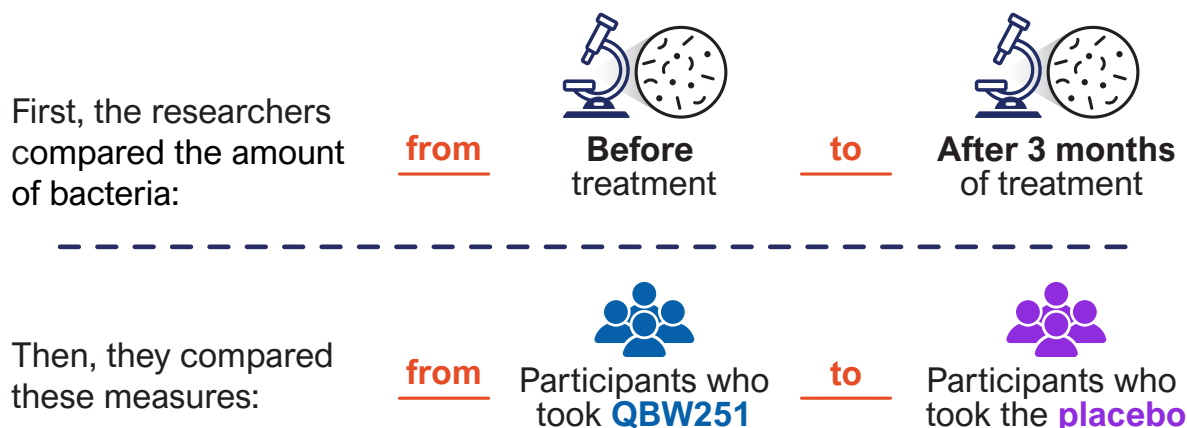 First, the researchers
compared the amount
of bacteria:
from
Before
treatment
to
After 3 months
of treatment
Then, they compared
these measures:
from
Participants who
took QBW251
to
Participants who
took the placebo